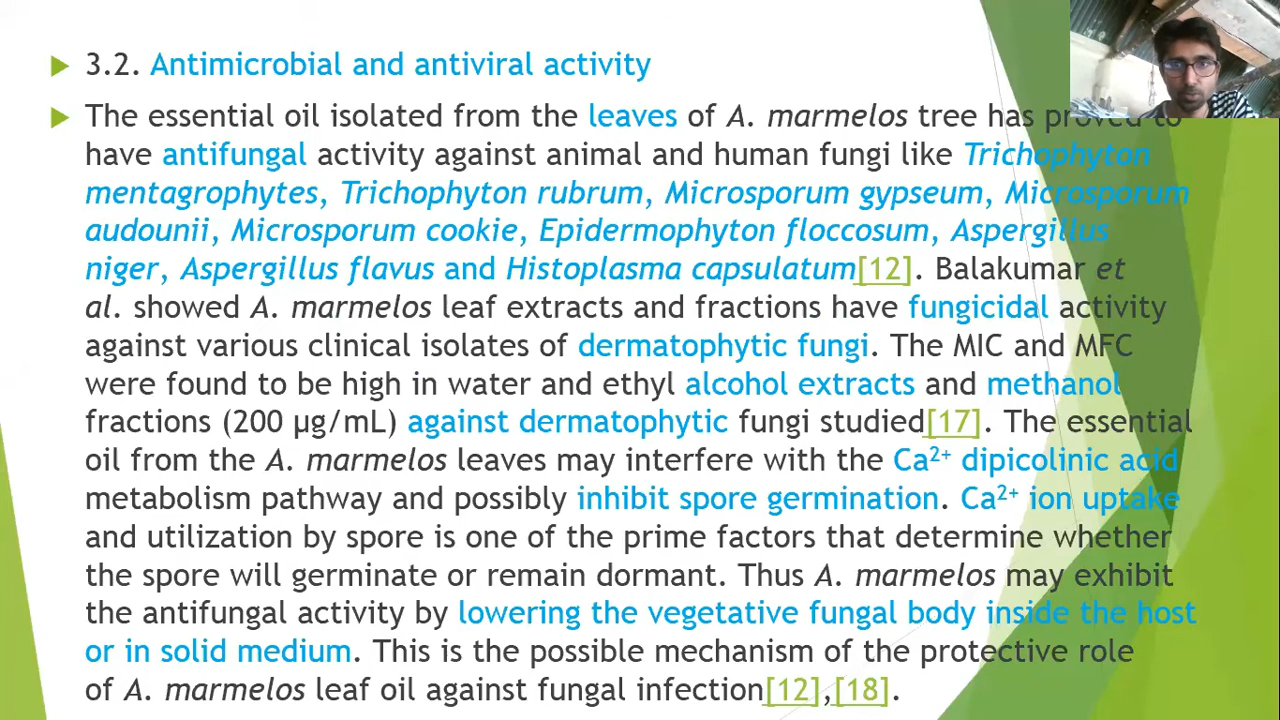 3.2. Antimicrobial and antiviral activity
The essential oil isolated from the leaves of A. marmelos tree has proved to
have antifungal activity against animal and human fungi like Trichophyton
mentagrophytes, Trichophyton rubrum, Microsporum gypseum, Microsporum
audounii, Microsporum cookie, Epidermophyton floccosum, Aspergillus
niger, Aspergillus flavus and Histoplasma capsulatum[12]. Balakumar et
al. showed A. marmelos leaf extracts and fractions have fungicidal activity
against various clinical isolates of dermatophytic fungi. The MIC and MFC
were found to be high in water and ethyl alcohol extracts and methanol
fractions (200 µg/mL) against dermatophytic fungi studied[17]. The essential
oil from the A. marmelos leaves may interfere with the Ca²⁺ dipicolinic acid
metabolism pathway and possibly inhibit spore germination. Ca²⁺ ion uptake
and utilization by spore is one of the prime factors that determine whether
the spore will germinate or remain dormant. Thus A. marmelos may exhibit
the antifungal activity by lowering the vegetative fungal body inside the host
or in solid medium. This is the possible mechanism of the protective role
of A. marmelos leaf oil against fungal infection[12],[18].